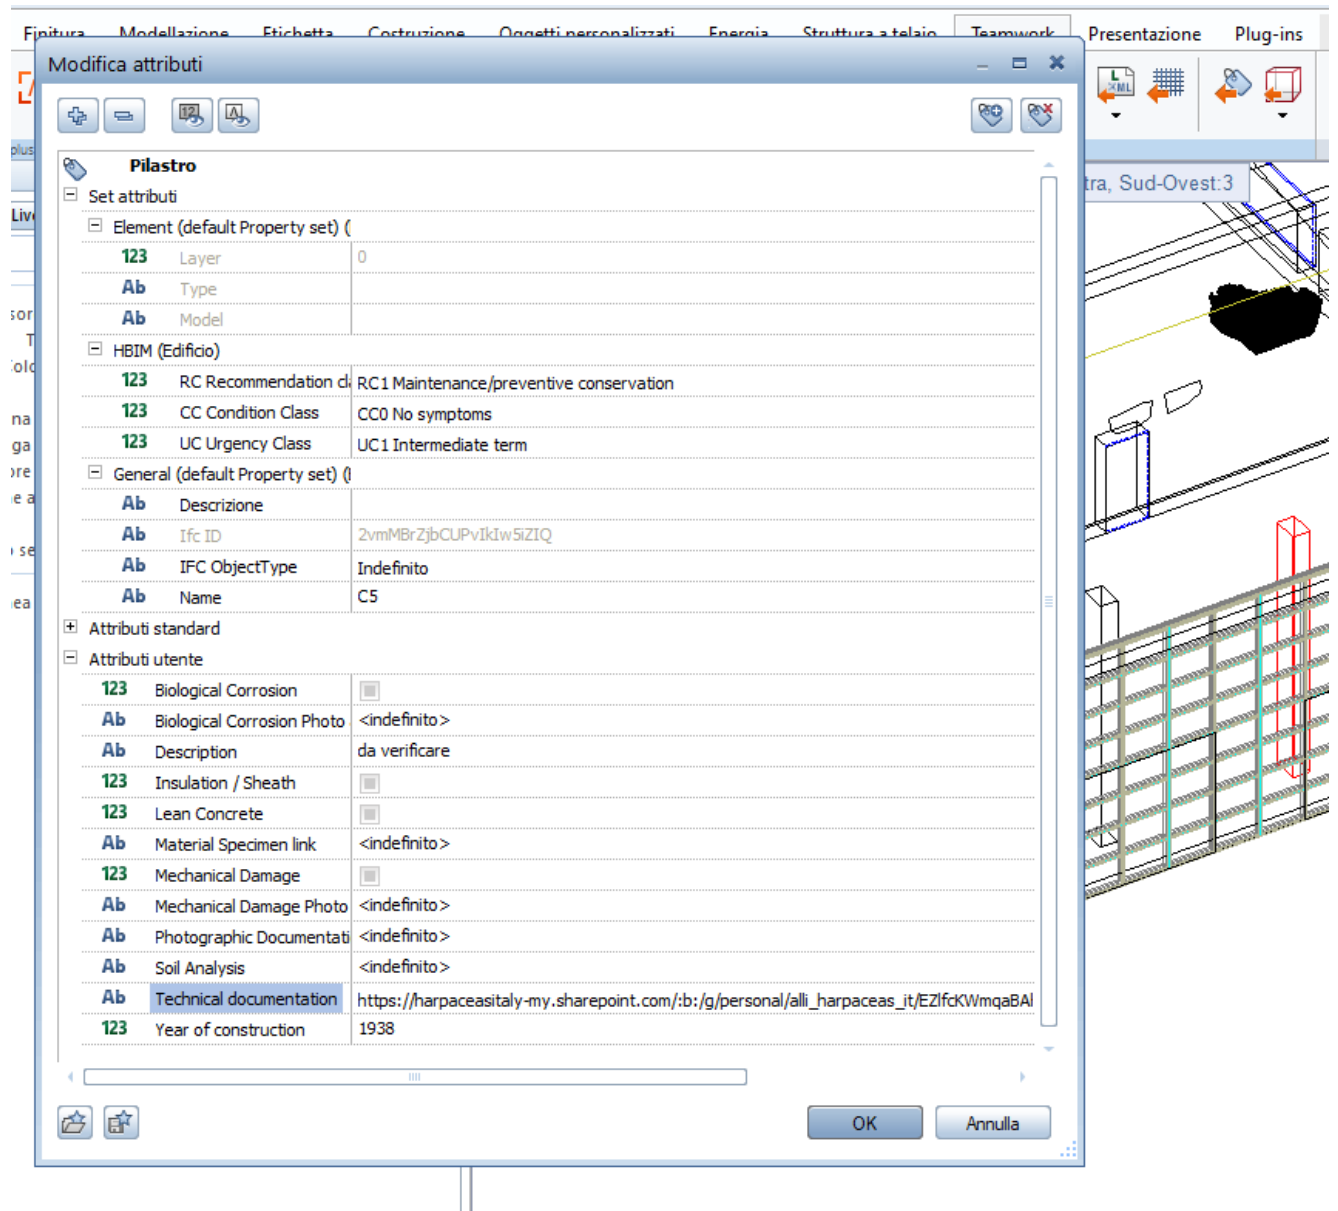 Finitura Modellazione Etichetta Costruzione Oggetti personalizzati Energia Struttura a telaio Teamwork Presentazione Plug-ins
Modifica attributi
Pilastro
tra, Sud-Ovest:3
Set attributi
Element (default Property set) (
123 Layer 0
Ab Type
Ab Model
HBIM (Edificio)
123 RC Recommendation cl RC1 Maintenance/preventive conservation
123 CC Condition Class CC0 No symptoms
123 UC Urgency Class UC1 Intermediate term
General (default Property set) (
Ab Descrizione
Ab Ifc ID 2vmMBrZjbCUPvIkIw5iZIQ
Ab IFC ObjectType Indefinito
Ab Name C5
Attributi standard
Attributi utente
123 Biological Corrosion
Ab Biological Corrosion Photo <indefinito>
Ab Description da verificare
123 Insulation / Sheath
123 Lean Concrete
Ab Material Specimen link <indefinito>
123 Mechanical Damage
Ab Mechanical Damage Photo <indefinito>
Ab Photographic Documentati <indefinito>
Ab Soil Analysis <indefinito>
Ab Technical documentation https://harpaceasitaly-my.sharepoint.com/:b:/g/personal/alli_harpaceas_it/EZlfcKWmqaBAl
123 Year of construction 1938
OK Annulla